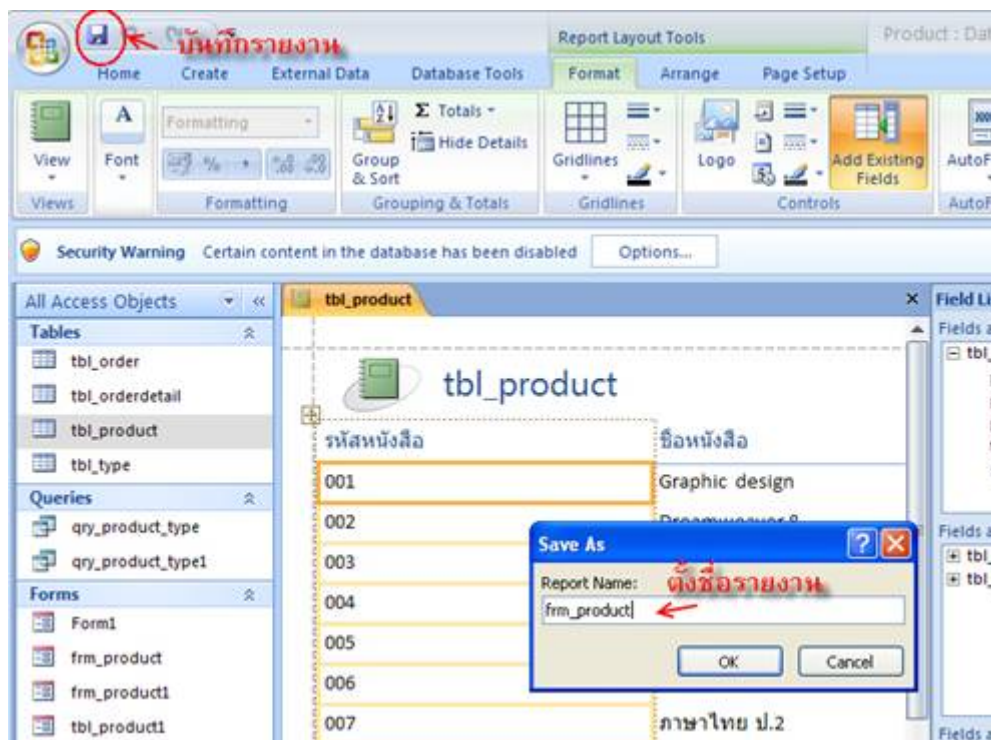 บันทึกรายงาน
Report Layout Tools
Product : Dat
Home Create External Data Database Tools Format Arrange Page Setup
Formatting
Σ Totals
Hide Details
View Font Group & Sort Gridlines Logo Add Existing Fields AutoF
Views Formatting Grouping & Totals Gridlines Controls AutoF
Security Warning Certain content in the database has been disabled Options...
All Access Objects
tbl_product
Field Li
Tables
Fields a
tbl_order
tbl_
tbl_orderdetail
tbl_product
tbl_product
tbl_type
รหัสหนังสือ ชื่อหนังสือ
001 Graphic design
Queries
002
qry_product_type
Save As
Fields a
qry_product_type1
003
tbl_
Report Name: ตั้งชื่อรายงาน
tbl_
Forms
004
frm_product
Form1
005
frm_product
OK Cancel
006
frm_product1
tbl_product1
007 ภาษาไทย ป.2
Fields a